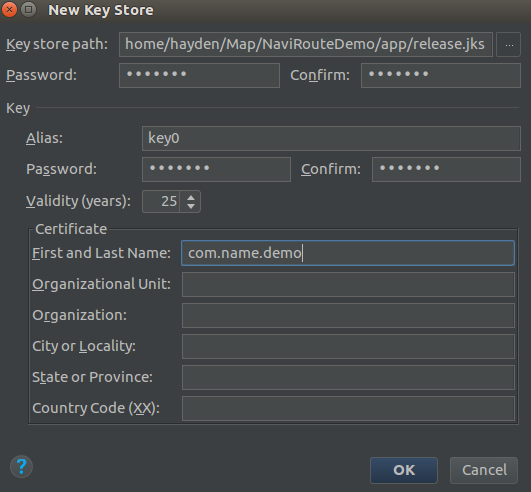 New Key Store
Key store path: home/hayden/Map/NaviRouteDemo/app/release.jks ...
Password: ••••••• Confirm: •••••••
Key
Alias: key0
Password: ••••••• Confirm: •••••••
Validity (years): 25
Certificate
First and Last Name: com.name.demo
Organizational Unit:
Organization:
City or Locality:
State or Province:
Country Code (XX):
? OK Cancel